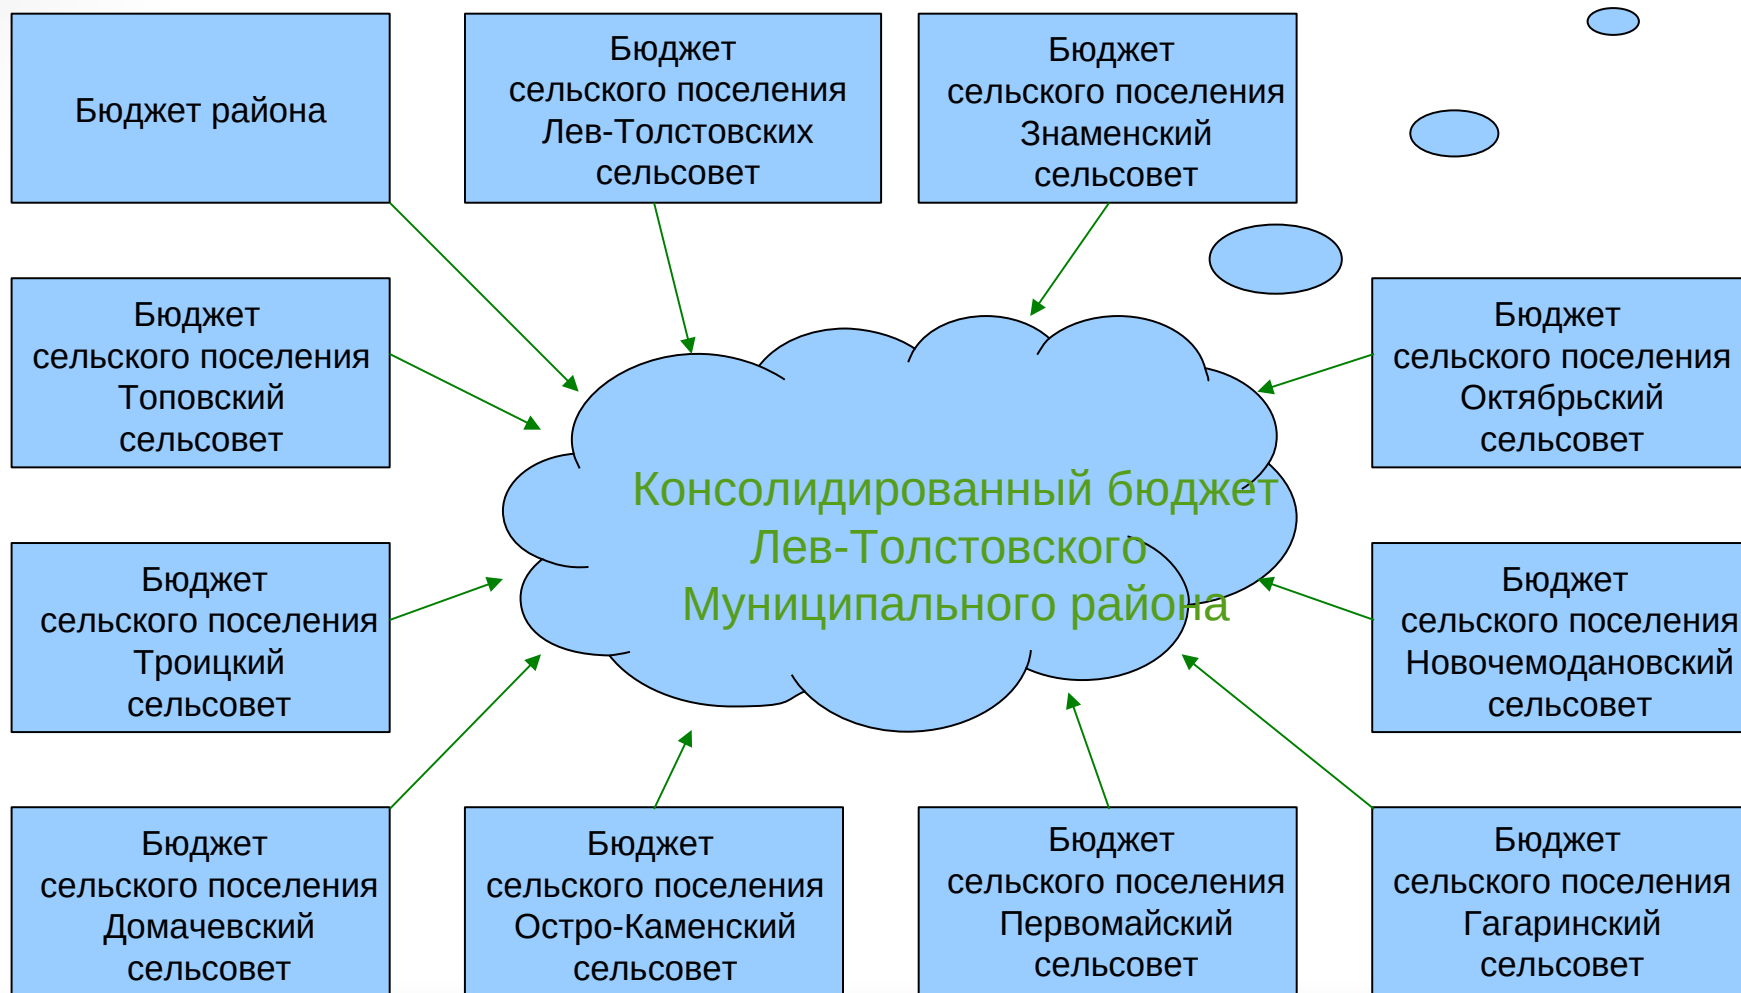 Бюджет района
Бюджет
сельского поселения
Лев-Толстовских
сельсовет
Бюджет
сельского поселения
Знаменский
сельсовет
Бюджет
сельского поселения
Топовский
сельсовет
Бюджет
сельского поселения
Октябрьский
сельсовет
Консолидированный бюджет
Лев-Толстовского
Муниципального района
Бюджет
сельского поселения
Троицкий
сельсовет
Бюджет
сельского поселения
Новочемодановский
сельсовет
Бюджет
сельского поселения
Домачевский
сельсовет
Бюджет
сельского поселения
Остро-Каменский
сельсовет
Бюджет
сельского поселения
Первомайский
сельсовет
Бюджет
сельского поселения
Гагаринский
сельсовет